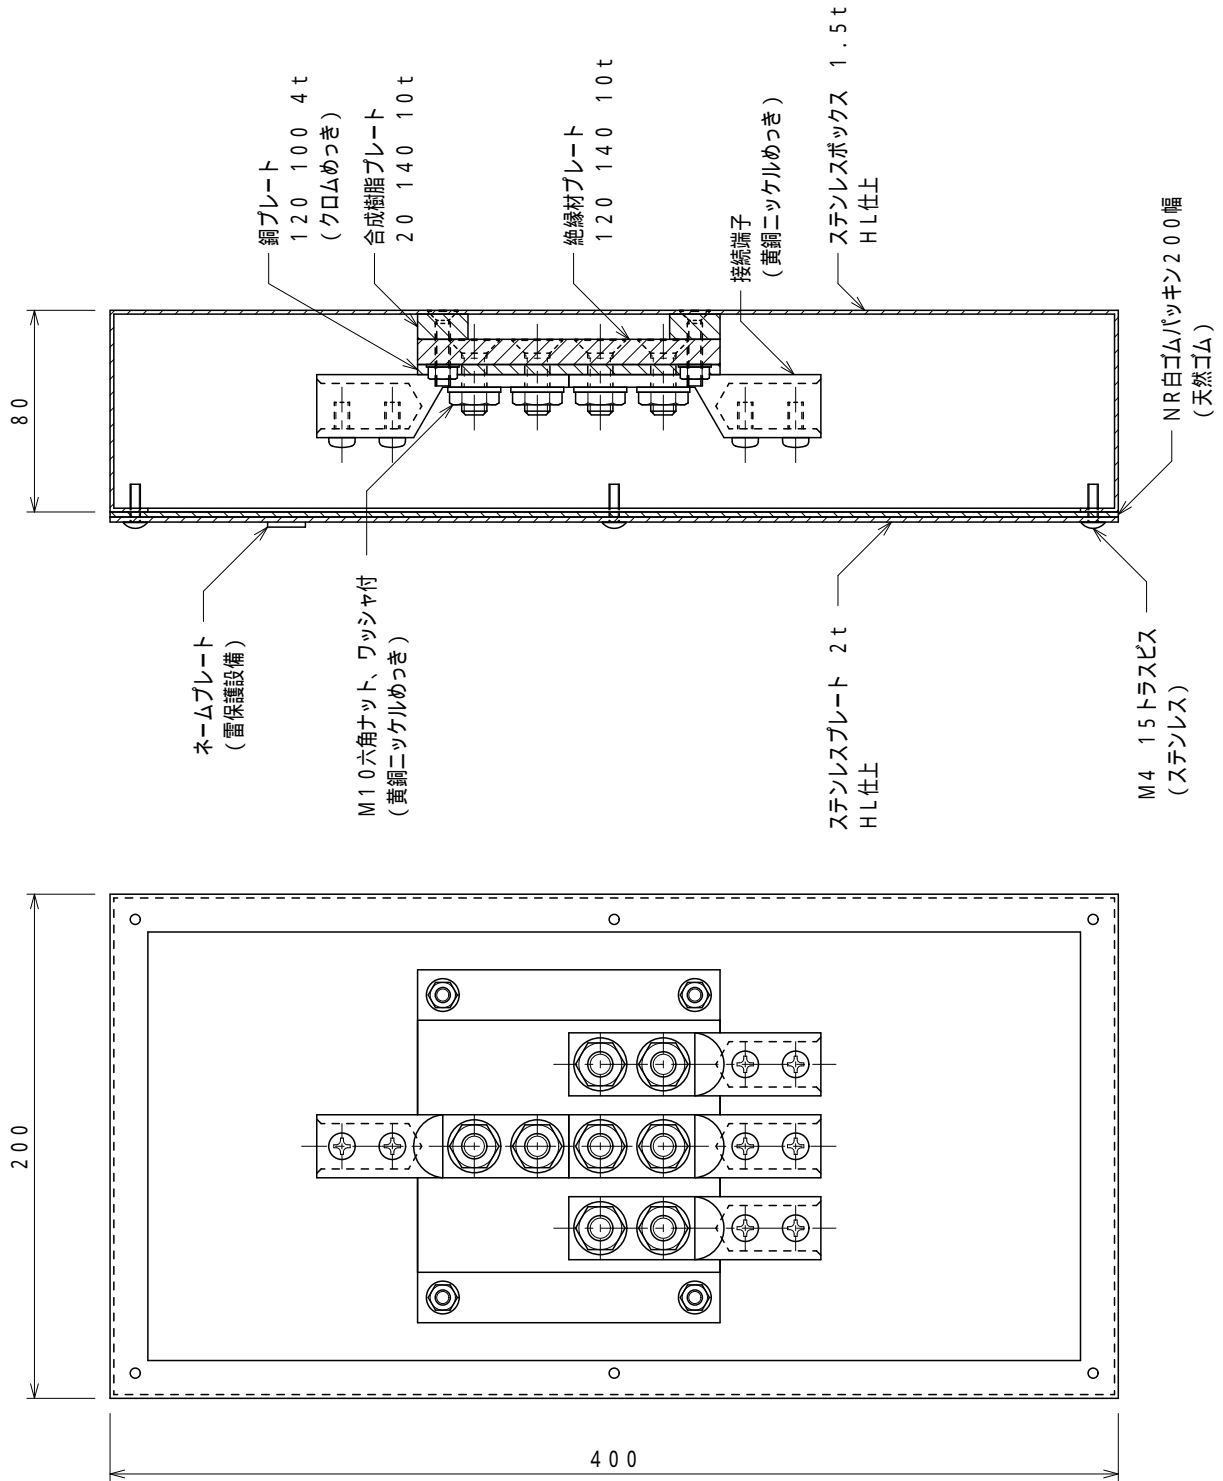 銅プレート
120 100 4t
(クロムめっき)
合成樹脂プレート
20 140 10t
絶縁材プレート
120 140 10t
接続端子
(黄銅ニッケルめっき)
ステンレスボックス 1.5t
HL仕上
NR白ゴムパッキン200幅
(天然ゴム)
80
ネームプレート
(雷保護設備)
M10六角ナット、ワッシャ付
(黄銅ニッケルめっき)
ステンレスプレート 2t
HL仕上
M4 15トラスビス
(ステンレス)
200
400